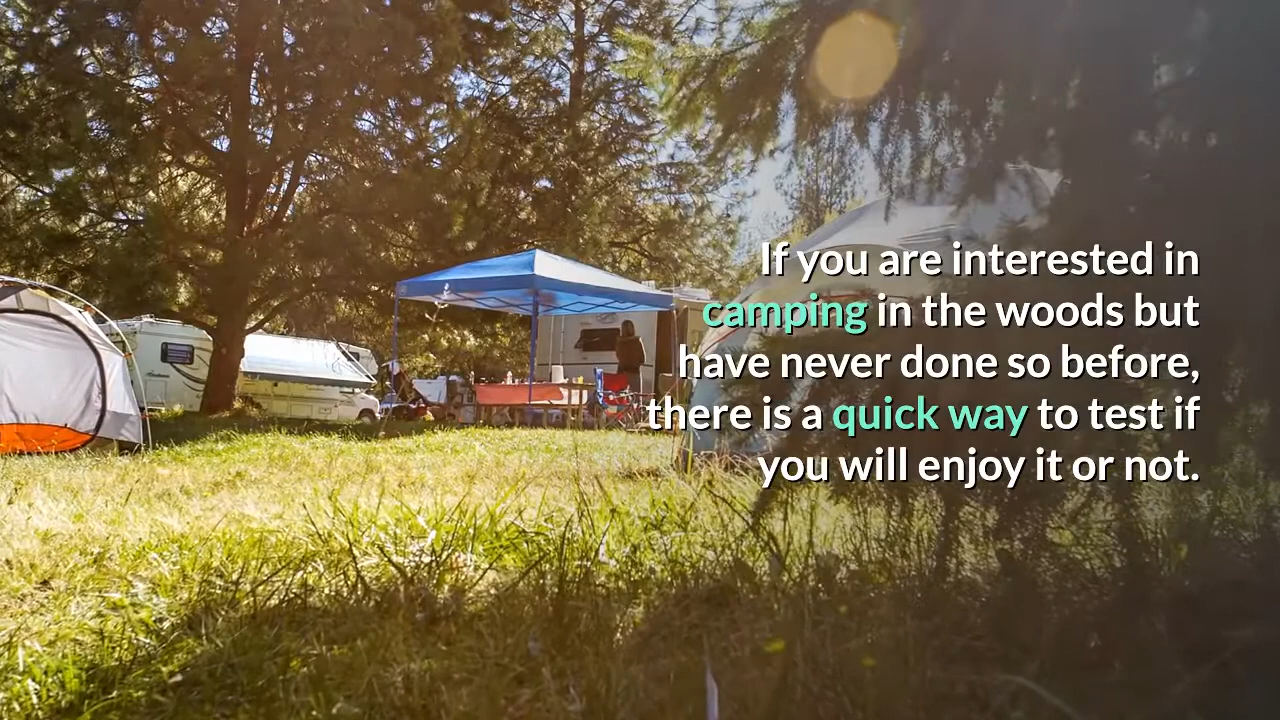 If you are interested in
camping in the woods but
have never done so before,
there is a quick way to test if
you will enjoy it or not.